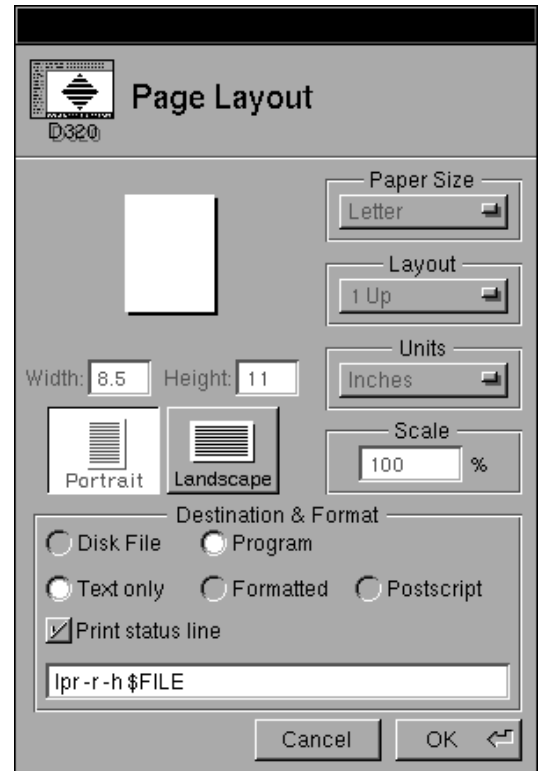 D320
Page Layout
Paper Size
Letter
Layout
1 Up
Units
Width: 8.5 Height: 11 Inches
Scale
100 %
Portrait Landscape
Destination & Format
Disk File Program
Text only Formatted Postscript
Print status line
lpr -r -h $FILE
Cancel OK